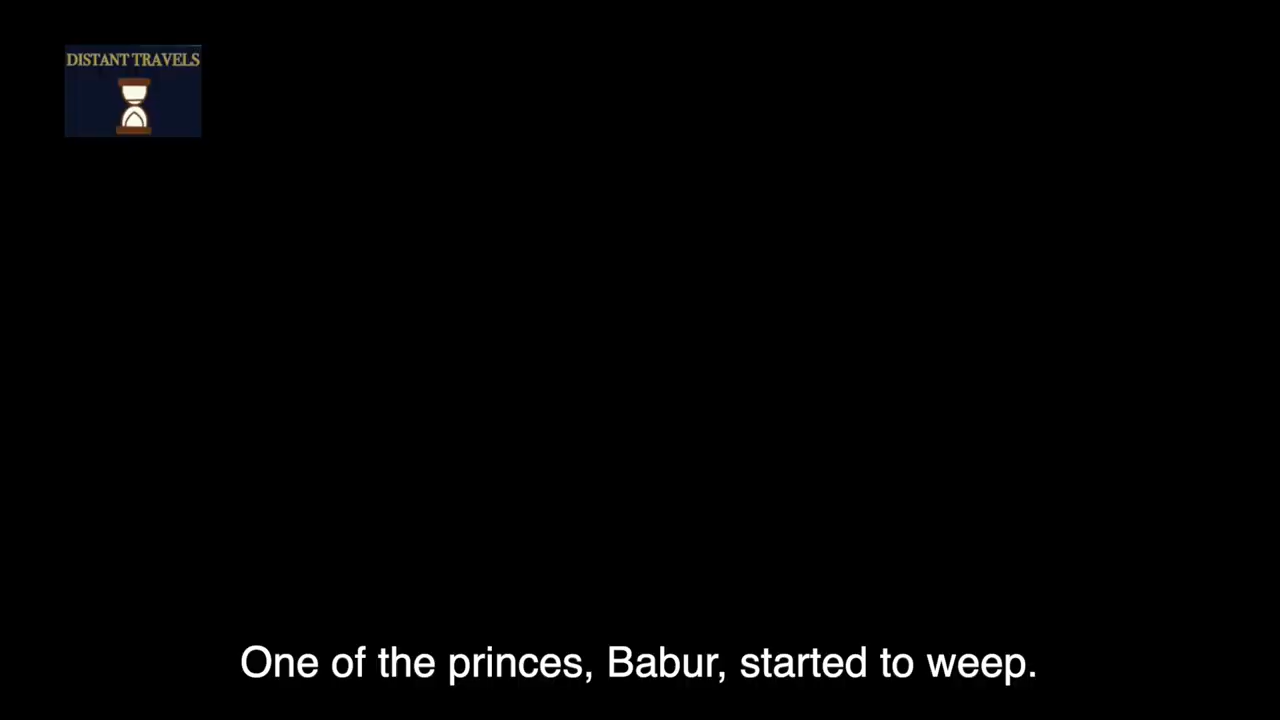 DISTANT TRAVELS
One of the princes, Babur, started to weep.